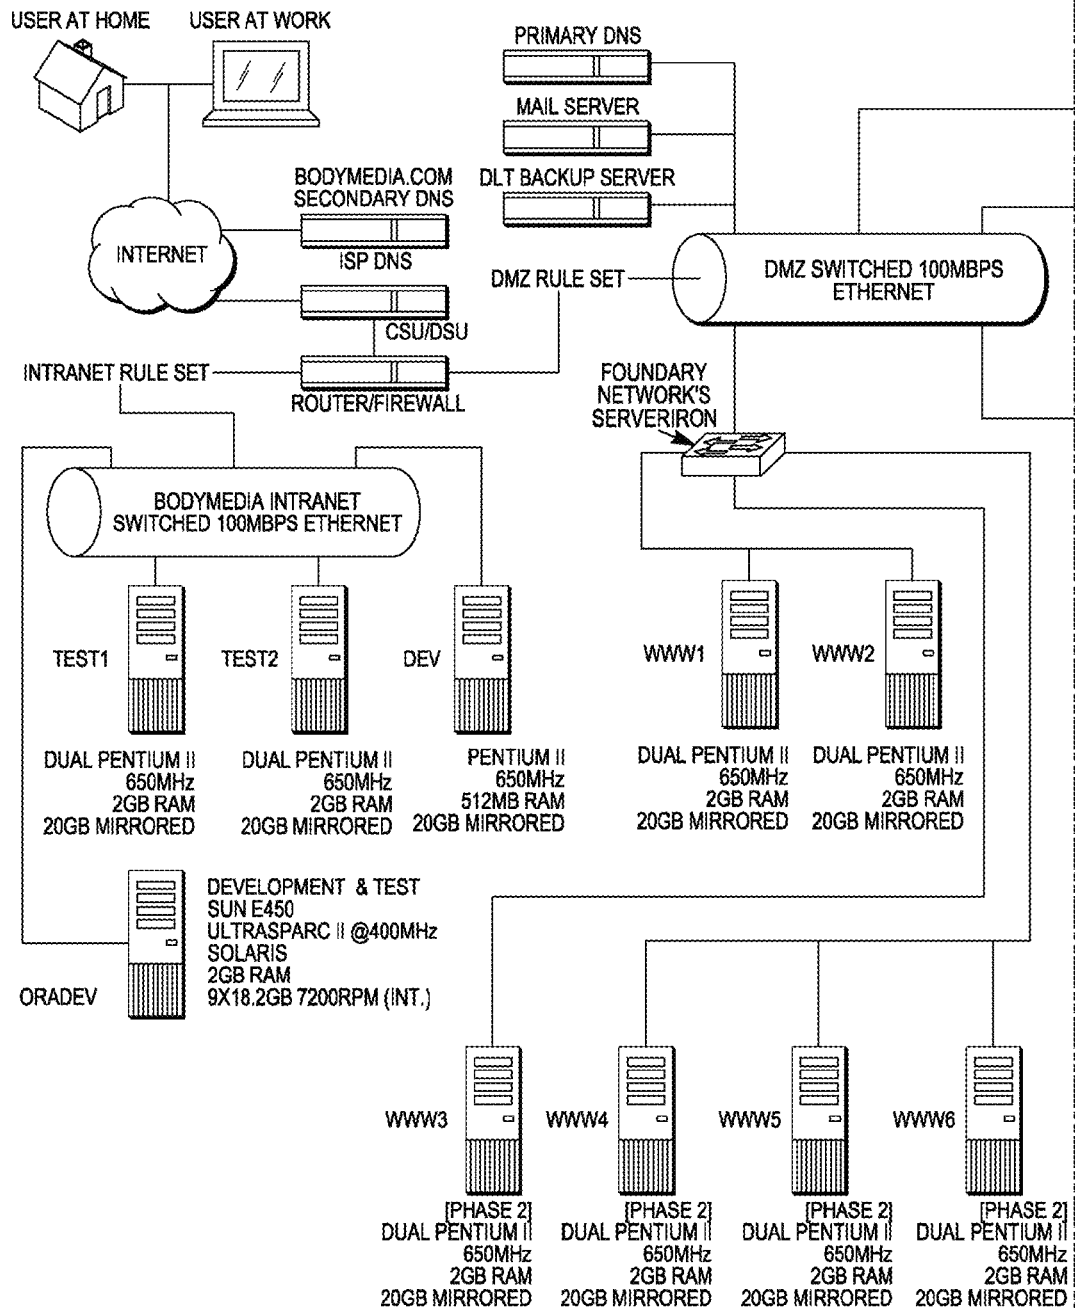 USER AT HOME
USER AT WORK
PRIMARY DNS
MAIL SERVER
DLT BACKUP SERVER
BODYMEDIA.COM
SECONDARY DNS
INTERNET
ISP DNS
DMZ RULE SET
DMZ SWITCHED 100MBPS
ETHERNET
CSU/DSU
INTRANET RULE SET
ROUTER/FIREWALL
FOUNDARY
NETWORK'S
SERVERIRON
BODYMEDIA INTRANET
SWITCHED 100MBPS ETHERNET
TEST1
TEST2
DEV
WWW1
WWW2
DUAL PENTIUM II
650MHz
2GB RAM
20GB MIRRORED
DUAL PENTIUM II
650MHz
2GB RAM
20GB MIRRORED
PENTIUM II
650MHz
512MB RAM
20GB MIRRORED
DUAL PENTIUM II
650MHz
2GB RAM
20GB MIRRORED
DUAL PENTIUM II
650MHz
2GB RAM
20GB MIRRORED
ORADEV
DEVELOPMENT & TEST
SUN E450
ULTRASPARC II @400MHz
SOLARIS
2GB RAM
9X18.2GB 7200RPM (INT.)
WWW3
WWW4
WWW5
WWW6
[PHASE 2]
DUAL PENTIUM II
650MHz
2GB RAM
20GB MIRRORED
[PHASE 2]
DUAL PENTIUM II
650MHz
2GB RAM
20GB MIRRORED
[PHASE 2]
DUAL PENTIUM II
650MHz
2GB RAM
20GB MIRRORED
[PHASE 2]
DUAL PENTIUM II
650MHz
2GB RAM
20GB MIRRORED